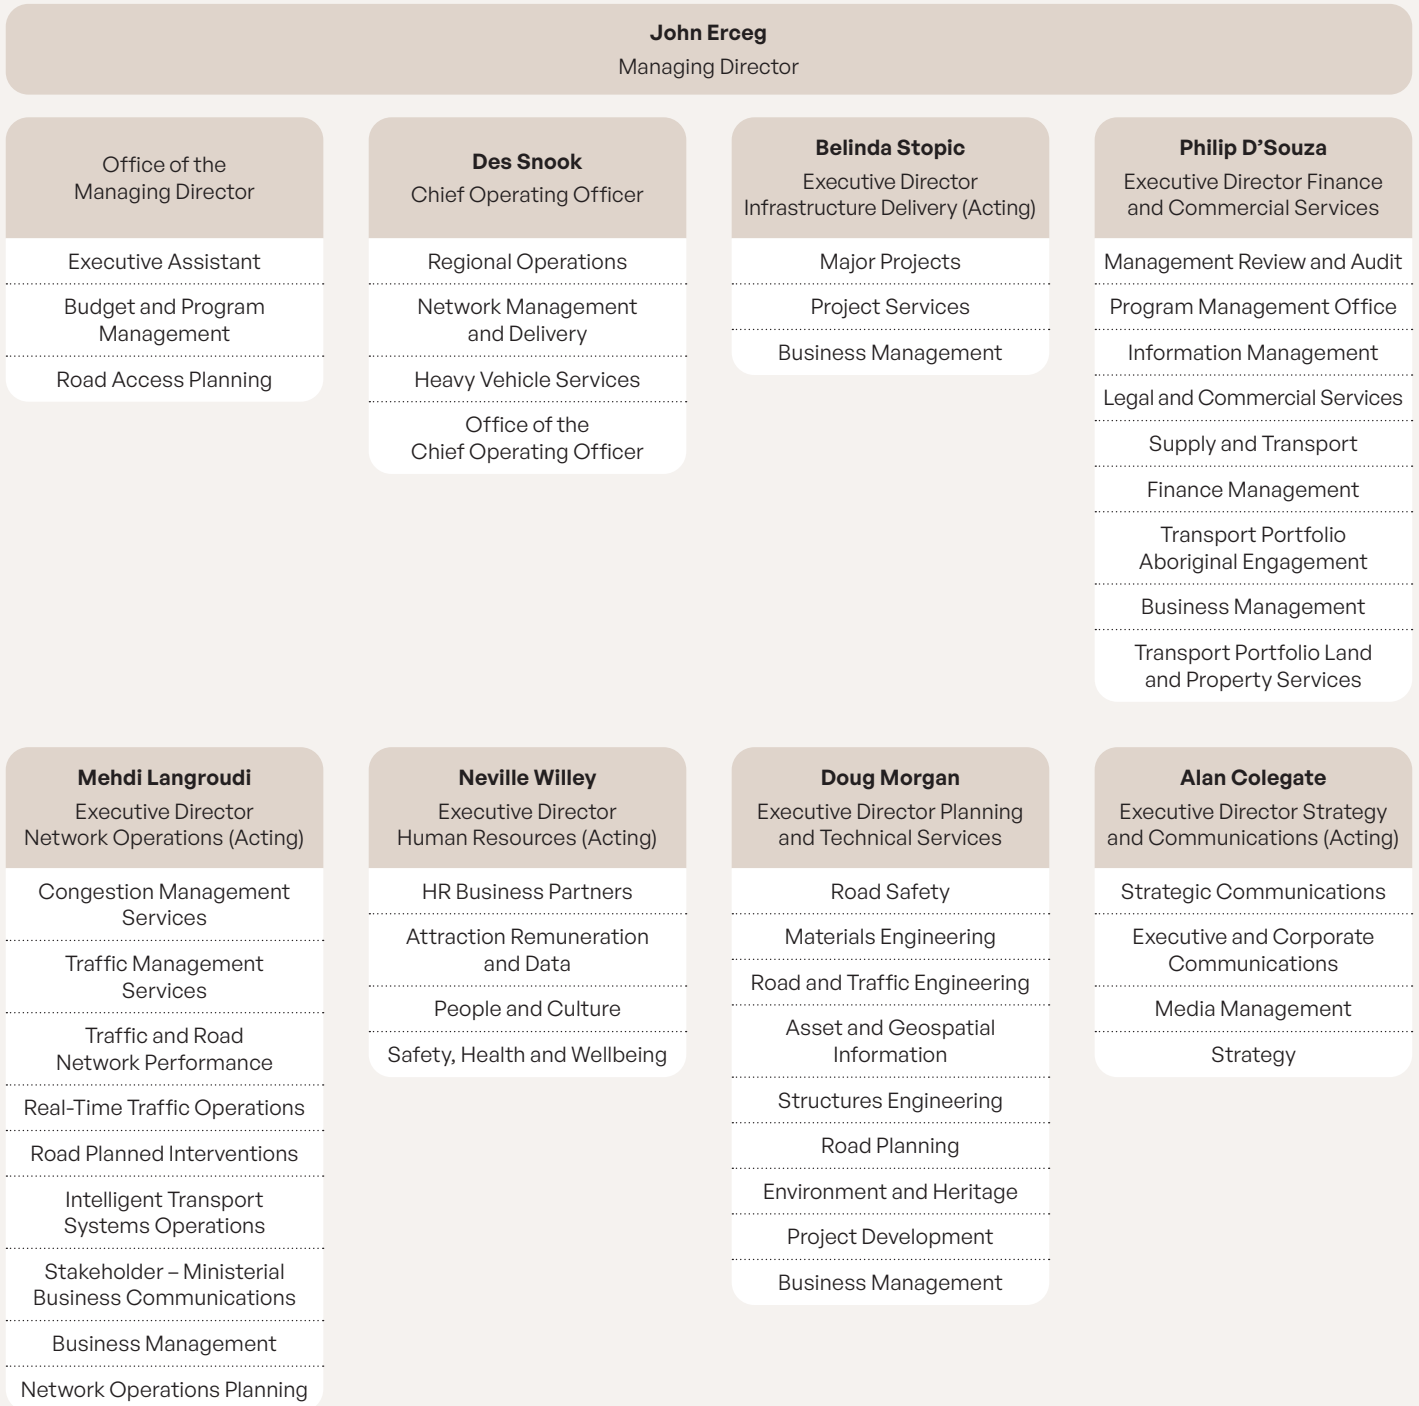 John Erceg
Managing Director
Office of the
Managing Director
Executive Assistant
Budget and Program
Management
Road Access Planning
Des Snook
Chief Operating Officer
Regional Operations
Network Management
and Delivery
Heavy Vehicle Services
Office of the
Chief Operating Officer
Belinda Stopic
Executive Director
Infrastructure Delivery (Acting)
Major Projects
Project Services
Business Management
Philip D’Souza
Executive Director Finance
and Commercial Services
Management Review and Audit
Program Management Office
Information Management
Legal and Commercial Services
Supply and Transport
Finance Management
Transport Portfolio
Aboriginal Engagement
Business Management
Transport Portfolio Land
and Property Services
Mehdi Langroudi
Executive Director
Network Operations (Acting)
Congestion Management
Services
Traffic Management
Services
Traffic and Road
Network Performance
Real-Time Traffic Operations
Road Planned Interventions
Intelligent Transport
Systems Operations
Stakeholder – Ministerial
Business Communications
Business Management
Network Operations Planning
Neville Willey
Executive Director
Human Resources (Acting)
HR Business Partners
Attraction Remuneration
and Data
People and Culture
Safety, Health and Wellbeing
Doug Morgan
Executive Director Planning
and Technical Services
Road Safety
Materials Engineering
Road and Traffic Engineering
Asset and Geospatial
Information
Structures Engineering
Road Planning
Environment and Heritage
Project Development
Business Management
Alan Colegate
Executive Director Strategy
and Communications (Acting)
Strategic Communications
Executive and Corporate
Communications
Media Management
Strategy